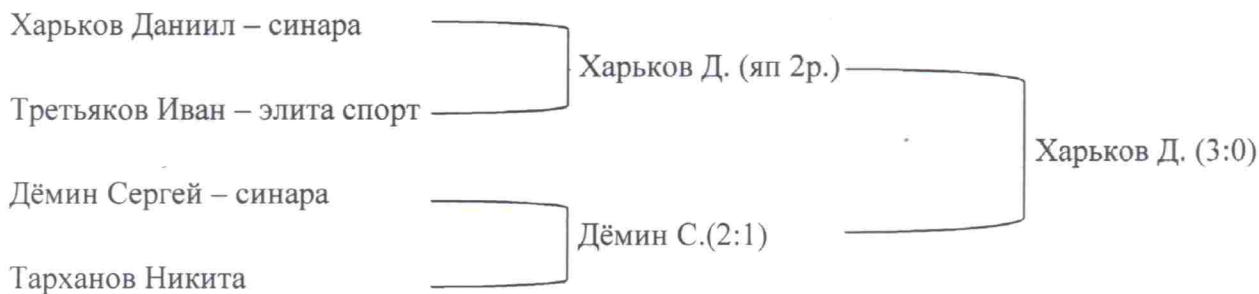 Харьков Даниил – синара
Харьков Д. (яп 2р.)
Третьяков Иван – элита спорт
Харьков Д. (3:0)
Дёмин Сергей – синара
Дёмин С.(2:1)
Тарханов Никита